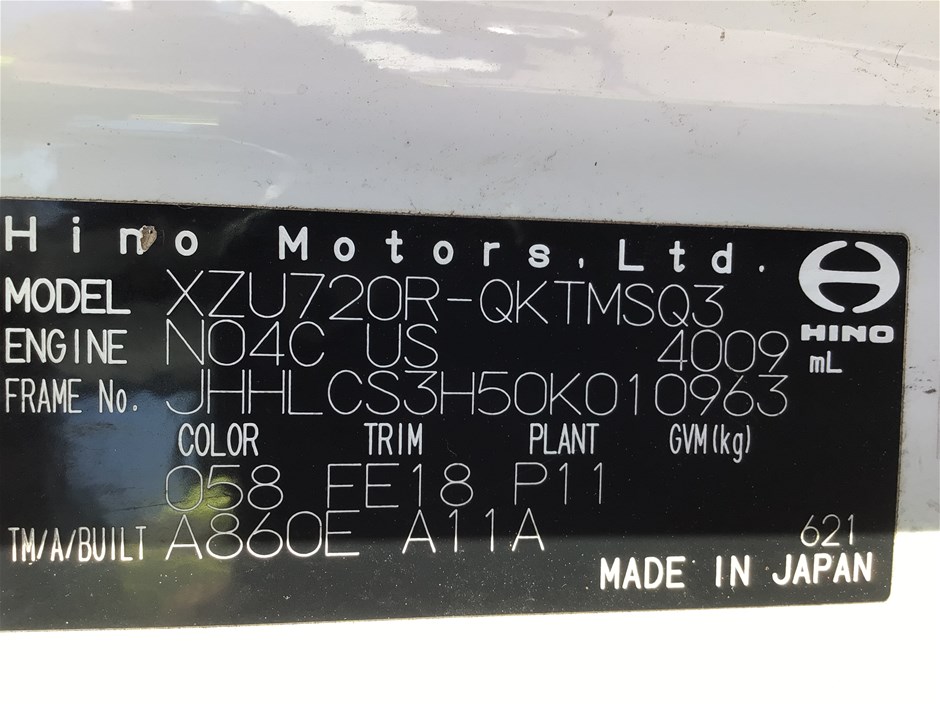 Hino Motors,Ltd.
HINO
MODEL XZU720R-QKTMSQ3
ENGINE N04C US 4009 mL
FRAME No. JHHLCS3H50K010963
COLOR TRIM PLANT GVM(kg)
058 FE18 P11
TM/A/BUILT A860E A11A 621
MADE IN JAPAN